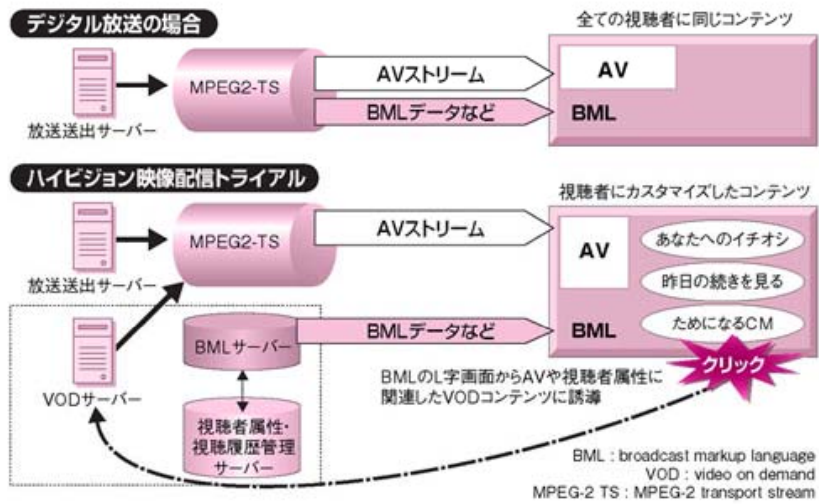 デジタル放送の場合
全ての視聴者に同じコンテンツ
放送送出サーバー
MPEG2-TS
AVストリーム
BMLデータなど
AV
BML
ハイビジョン映像配信トライアル
視聴者にカスタマイズしたコンテンツ
放送送出サーバー
MPEG2-TS
AVストリーム
AV
あなたへのイチオシ
昨日の続きを見る
BML
ためになるCM
クリック
VODサーバー
BMLサーバー
BMLデータなど
視聴者属性・
視聴履歴管理
サーバー
BMLのL字画面からAVや視聴者属性に
関連したVODコンテンツに誘導
BML : broadcast markup language
VOD : video on demand
MPEG-2 TS : MPEG-2 transport stream